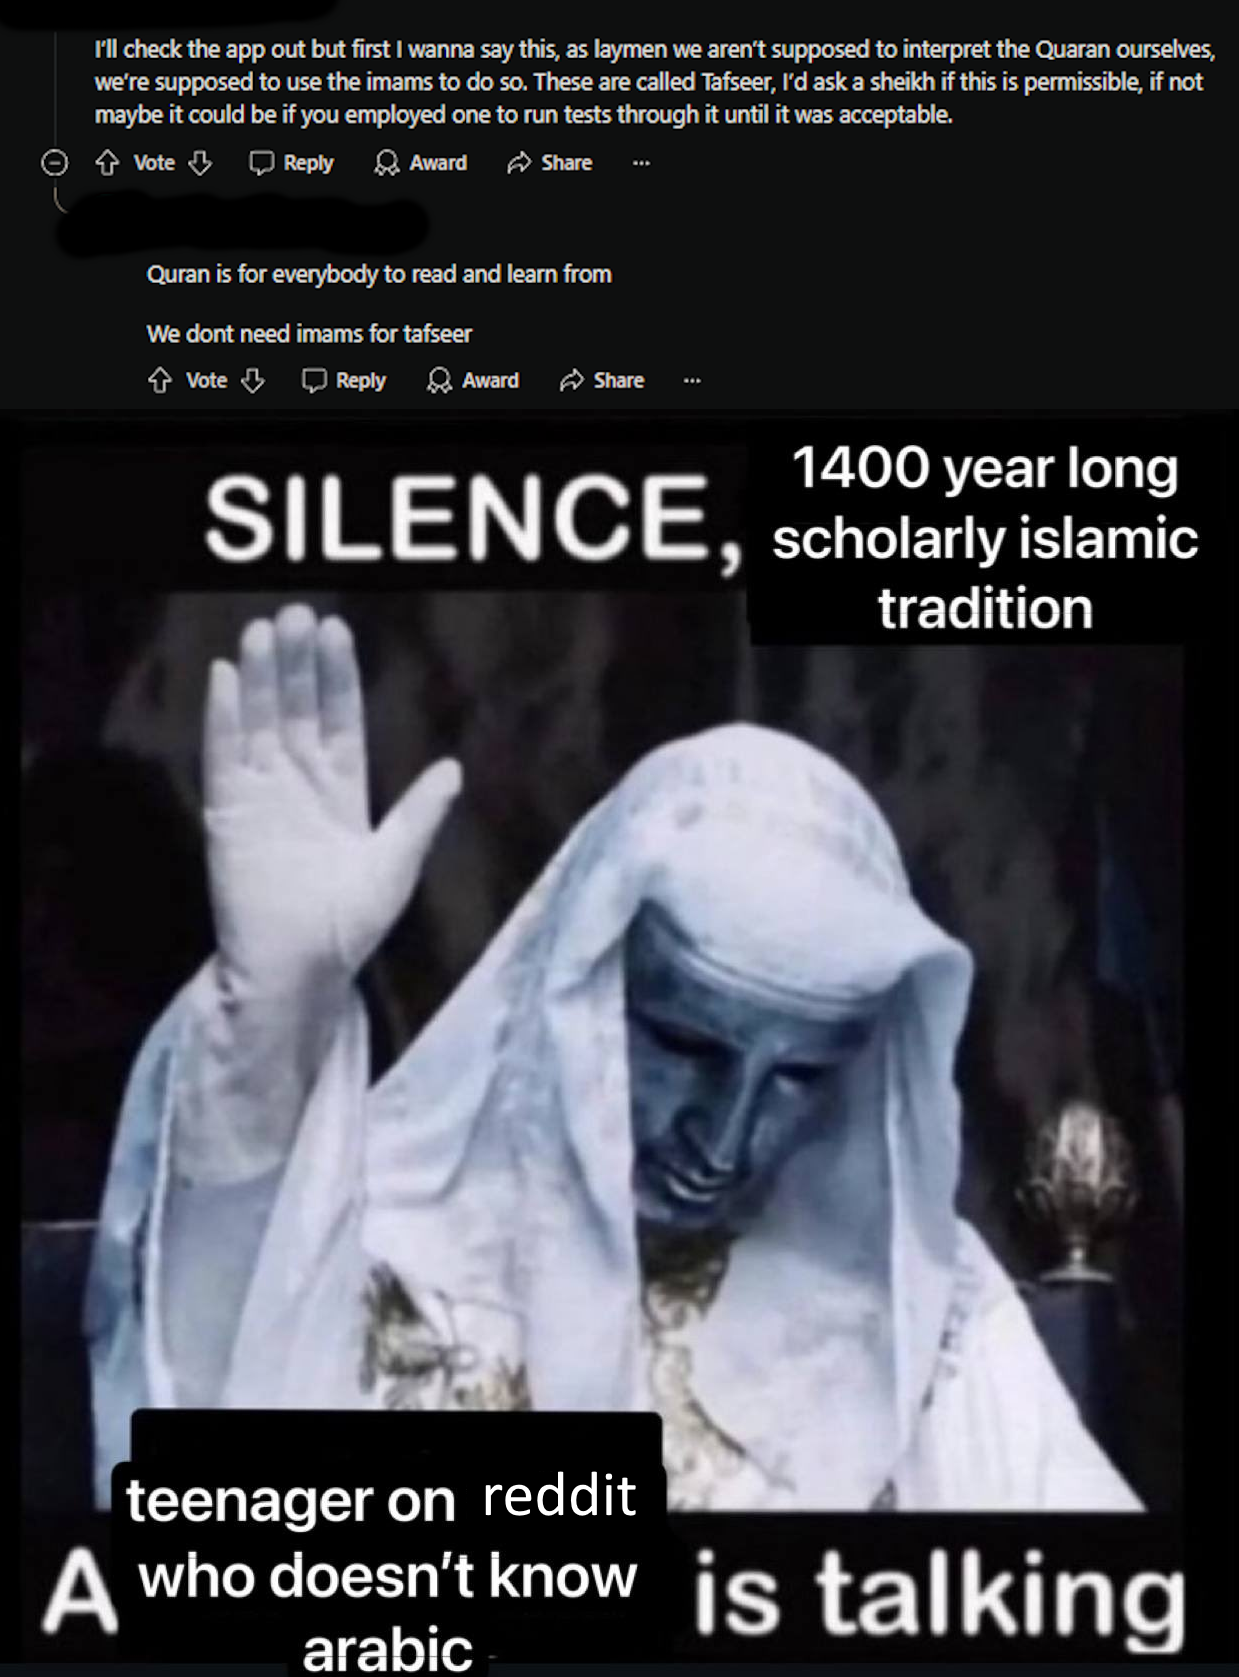 I'll check the app out but first I wanna say this, as laymen we aren't supposed to interpret the Quaran ourselves,
we're supposed to use the imams to do so. These are called Tafseer, I'd ask a sheikh if this is permissible, if not
maybe it could be if you employed one to run tests through it until it was acceptable.
Vote Reply Award Share ...
Quran is for everybody to read and learn from
We dont need imams for tafseer
Vote Reply Award Share ...
SILENCE, 1400 year long
scholarly islamic
tradition
teenager on reddit
A who doesn't know is talking
arabic